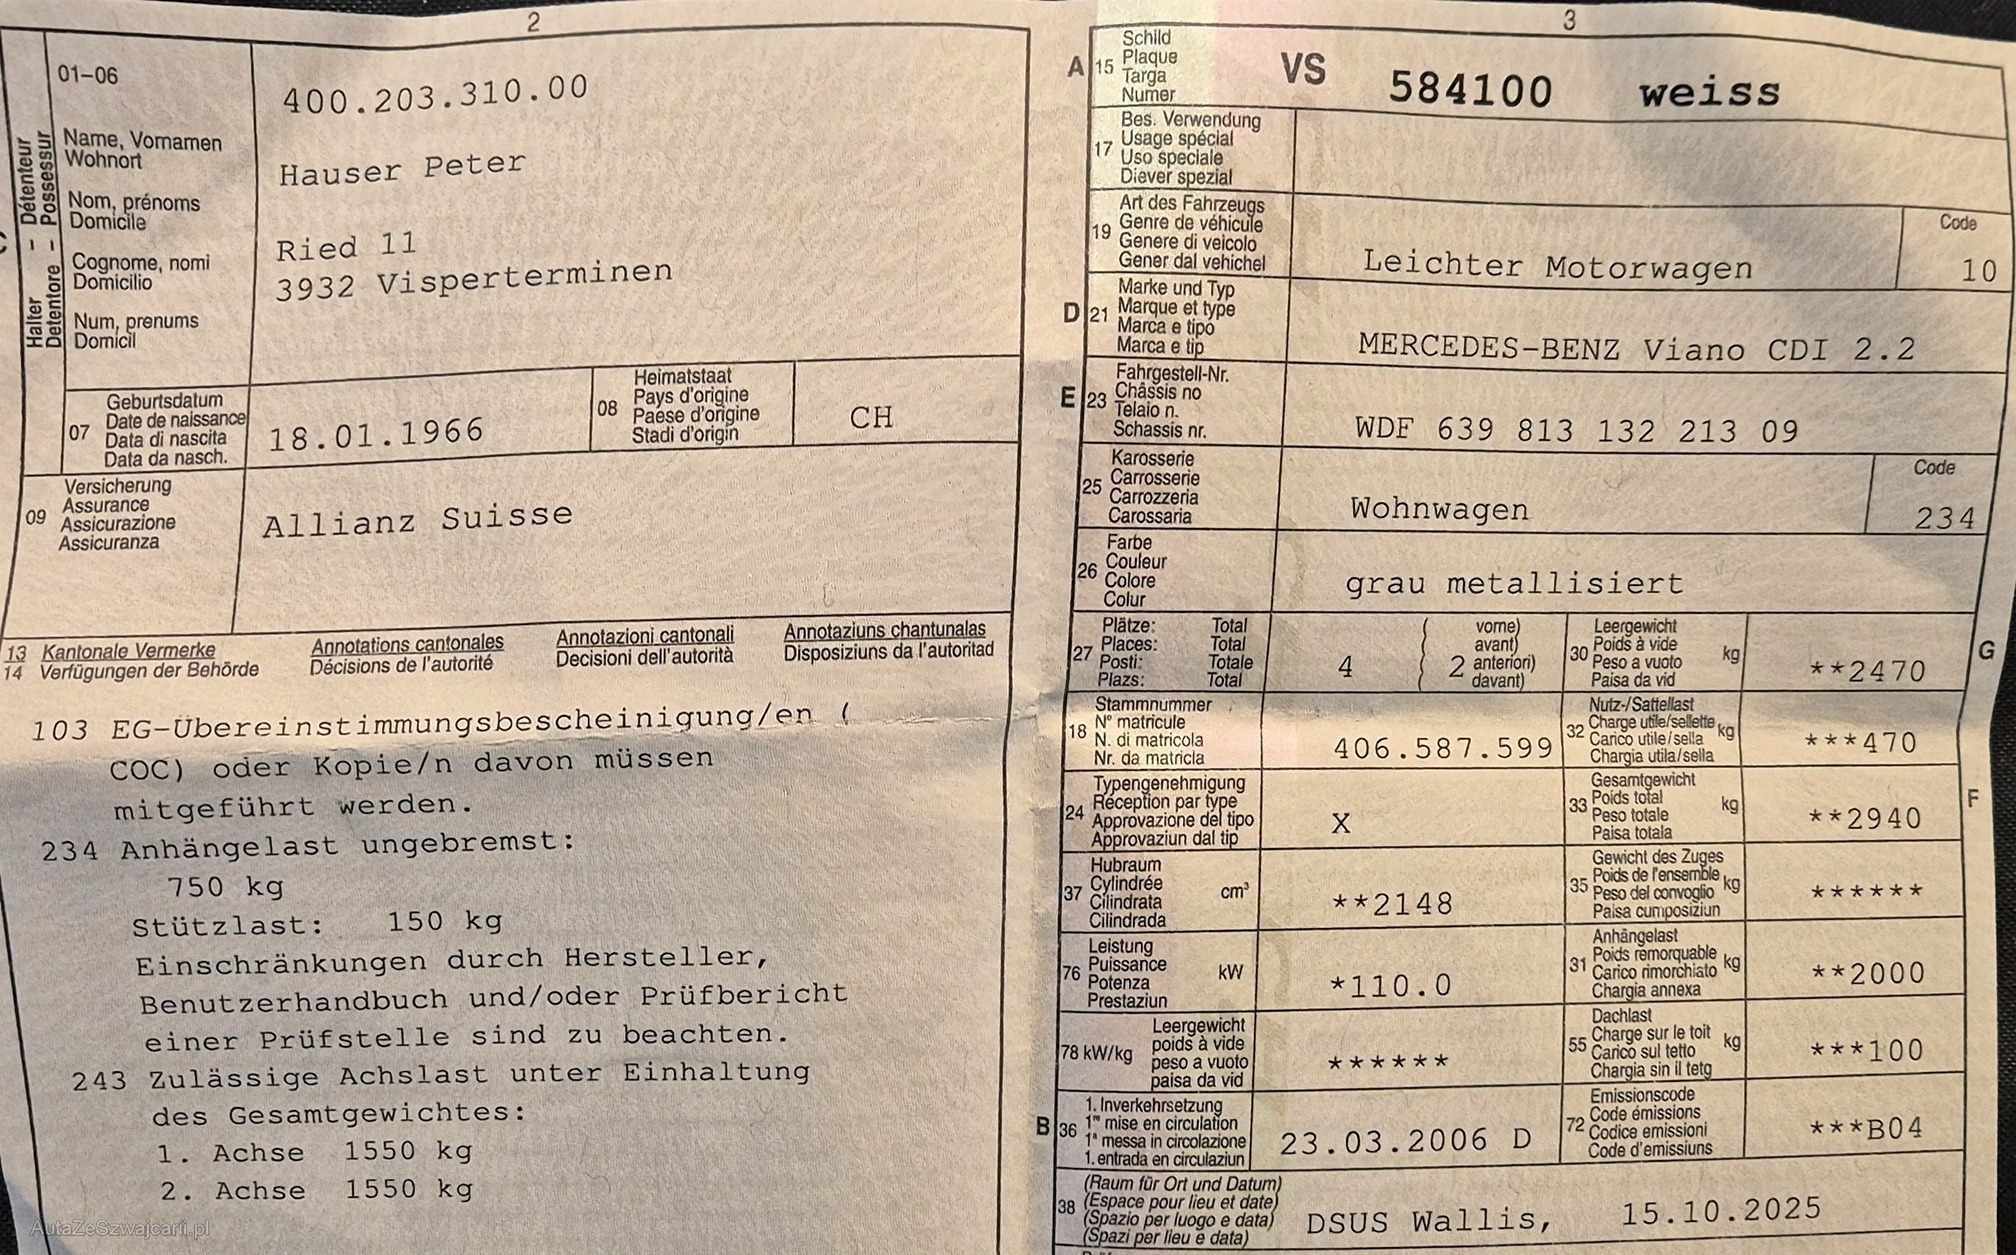 2
01-06
400.203.310.00
Halter - Détenteur
Detentore - Possessur
Name, Vornamen
Wohnort
Hauser Peter
Nom, prénoms
Domicile
Ried 11
Cognome, nomi
Domicilio
3932 Visperterminen
Num, prenums
Domicil
07
Geburtsdatum
Date de naissance
Data di nascita
Data da nasch.
18.01.1966
08
Heimatstaat
Pays d'origine
Paese d'origine
Stadi d'origin
CH
09
Versicherung
Assurance
Assicurazione
Assicuranza
Allianz Suisse
13 Kantonale Vermerke Annotations cantonales Annotazioni cantonali Annotaziuns chantunalas
14 Verfügungen der Behörde Décisions de l'autorité Decisioni dell'autorità Disposiziuns da l'autoritad
103 EG-Übereinstimmungsbescheinigung/en (
COC) oder Kopie/n davon müssen
mitgeführt werden.
234 Anhängelast ungebremst:
750 kg
Stützlast: 150 kg
Einschränkungen durch Hersteller,
Benutzerhandbuch und/oder Prüfbericht
einer Prüfstelle sind zu beachten.
243 Zulässige Achslast unter Einhaltung
des Gesamtgewichtes:
1. Achse 1550 kg
2. Achse 1550 kg
AutaZeSzwajcarii.pl
3
A 15
Schild
Plaque
Targa
Numer
VS 584100 weiss
17
Bes. Verwendung
Usage spécial
Uso speciale
Diever spezial
19
Art des Fahrzeugs
Genre de véhicule
Genere di veicolo
Gener dal vehichel
Leichter Motorwagen
Code
10
D 21
Marke und Typ
Marque et type
Marca e tipo
Marca e tip
MERCEDES-BENZ Viano CDI 2.2
E 23
Fahrgestell-Nr.
Châssis no
Telaio n.
Schassis nr.
WDF 639 813 132 213 09
25
Karosserie
Carrosserie
Carrozzeria
Carossaria
Wohnwagen
Code
234
26
Farbe
Couleur
Colore
Colur
grau metallisiert
27
Plätze: Total
Places: Total
Posti: Totale
Plazs: Total
4
2
vorne)
avant)
anteriori)
davant)
30
Leergewicht
Poids à vide
Peso a vuoto
Paisa da vid
kg
**2470
G
18
Stammnummer
N° matricule
N. di matricola
Nr. da matricla
406.587.599
32
Nutz-/Sattellast
Charge utile/sellette
Carico utile/sella
Chargia utila/sella
kg
***470
24
Typengenehmigung
Réception par type
Approvazione del tipo
Approvaziun dal tip
X
33
Gesamtgewicht
Poids total
Peso totale
Paisa totala
kg
**2940
F
37
Hubraum
Cylindrée
Cilindrata
Cilindrada
cm³
**2148
35
Gewicht des Zuges
Poids de l'ensemble
Peso del convoglio
Paisa cumposiziun
kg
******
76
Leistung
Puissance
Potenza
Prestaziun
kW
*110.0
31
Anhängelast
Poids remorquable
Carico rimorchiato
Chargia annexa
kg
**2000
78 kW/kg
Leergewicht
poids à vide
peso a vuoto
paisa da vid
******
55
Dachlast
Charge sur le toit
Carico sul tetto
Chargia sin il tetg
kg
***100
B 36
1. Inverkehrsetzung
1re mise en circulation
1a messa in circolazione
1. entrada en circulaziun
23.03.2006 D
72
Emissionscode
Code émissions
Codice emissioni
Code d'emissiuns
***B04
38
(Raum für Ort und Datum)
(Espace pour lieu et date)
(Spazio per luogo e data)
(Spazi per lieu e data)
DSUS Wallis, 15.10.2025